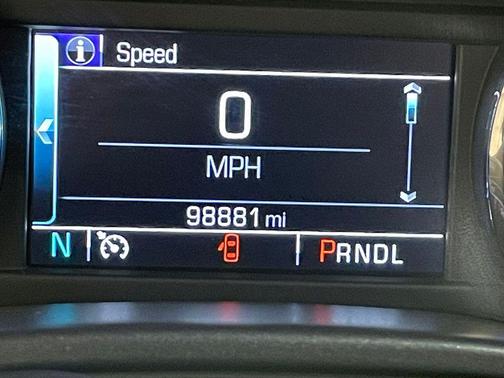 i Speed
0
MPH
98881 mi
N PRNDL